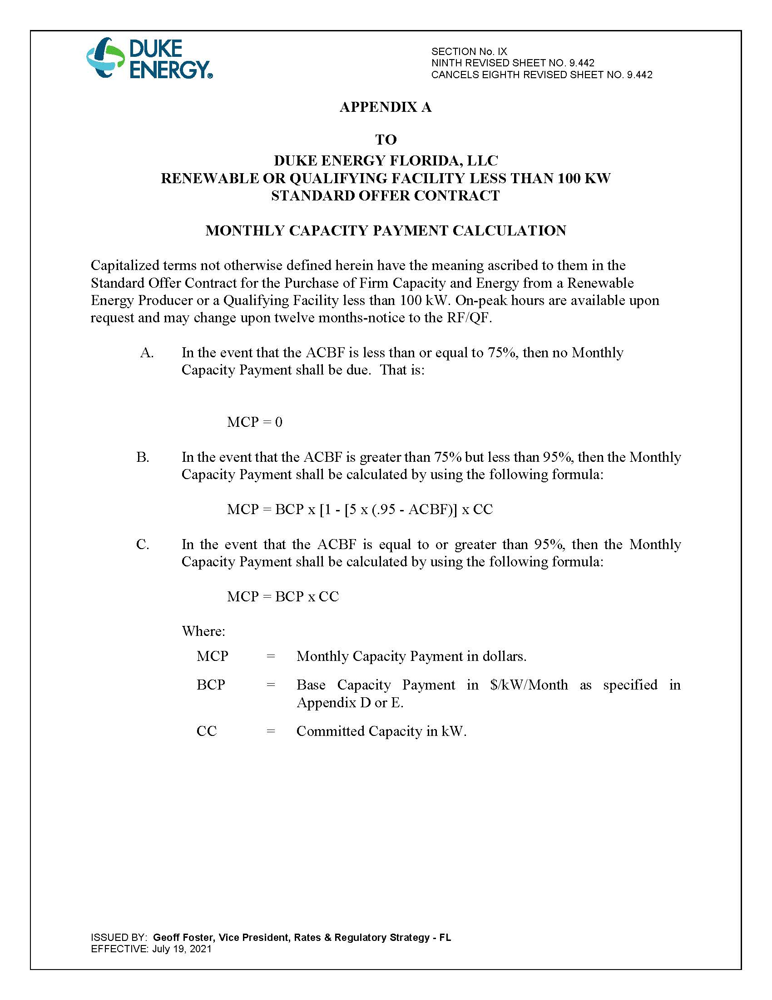 DUKE
ENERGY®
SECTION No. IX
NINTH REVISED SHEET NO. 9.442
CANCELS EIGHTH REVISED SHEET NO. 9.442
APPENDIX A
TO
DUKE ENERGY FLORIDA, LLC
RENEWABLE OR QUALIFYING FACILITY LESS THAN 100 KW
STANDARD OFFER CONTRACT
MONTHLY CAPACITY PAYMENT CALCULATION
Capitalized terms not otherwise defined herein have the meaning ascribed to them in the
Standard Offer Contract for the Purchase of Firm Capacity and Energy from a Renewable
Energy Producer or a Qualifying Facility less than 100 kW. On-peak hours are available upon
request and may change upon twelve months-notice to the RF/QF.
A. In the event that the ACBF is less than or equal to 75%, then no Monthly
Capacity Payment shall be due. That is:
MCP = 0
B. In the event that the ACBF is greater than 75% but less than 95%, then the Monthly
Capacity Payment shall be calculated by using the following formula:
MCP = BCP x [1 - [5 x (.95 - ACBF)] x CC
C. In the event that the ACBF is equal to or greater than 95%, then the Monthly
Capacity Payment shall be calculated by using the following formula:
MCP = BCP x CC
Where:
MCP = Monthly Capacity Payment in dollars.
BCP = Base Capacity Payment in $/kW/Month as specified in
Appendix D or E.
CC = Committed Capacity in kW.
ISSUED BY: Geoff Foster, Vice President, Rates & Regulatory Strategy - FL
EFFECTIVE: July 19, 2021